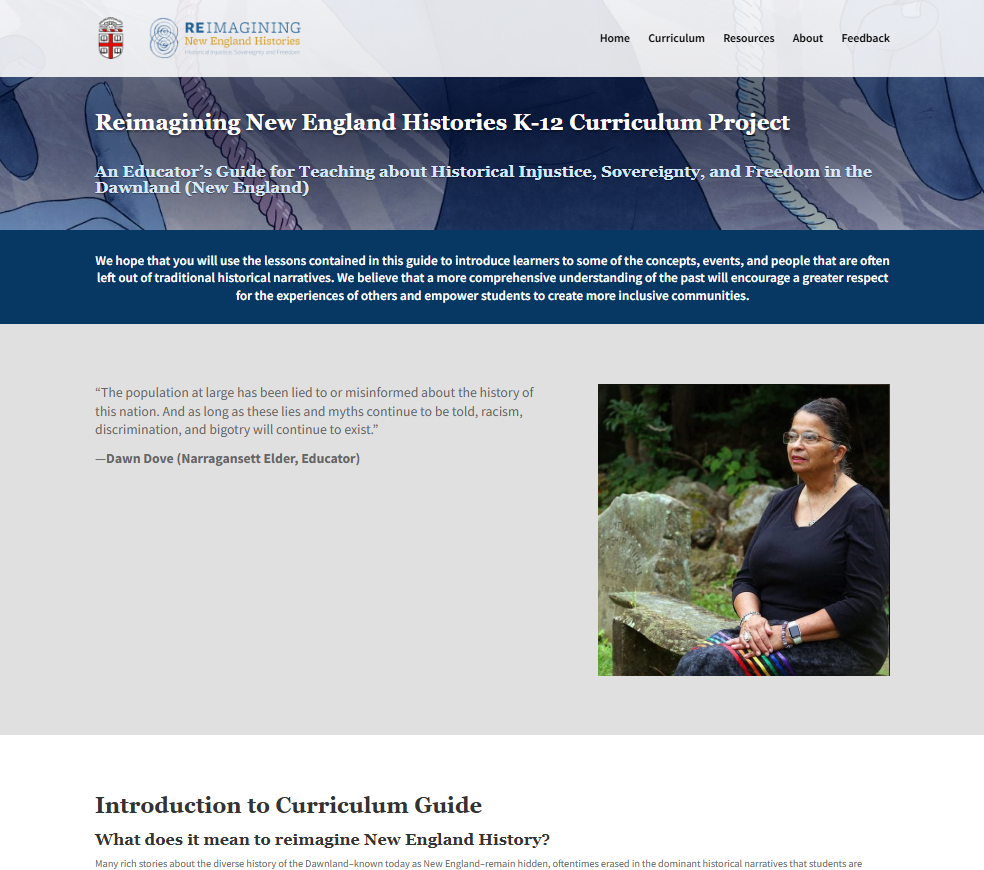 REIMAGINING
New England Histories
Historical Injustice, Sovereignty and Freedom
Home Curriculum Resources About Feedback
Reimagining New England Histories K-12 Curriculum Project
An Educator’s Guide for Teaching about Historical Injustice, Sovereignty, and Freedom in the
Dawnland (New England)
We hope that you will use the lessons contained in this guide to introduce learners to some of the concepts, events, and people that are often
left out of traditional historical narratives. We believe that a more comprehensive understanding of the past will encourage a greater respect
for the experiences of others and empower students to create more inclusive communities.
“The population at large has been lied to or misinformed about the history of
this nation. And as long as these lies and myths continue to be told, racism,
discrimination, and bigotry will continue to exist.”
—Dawn Dove (Narragansett Elder, Educator)
Introduction to Curriculum Guide
What does it mean to reimagine New England History?
Many rich stories about the diverse history of the Dawnland–known today as New England–remain hidden, oftentimes erased in the dominant historical narratives that students are